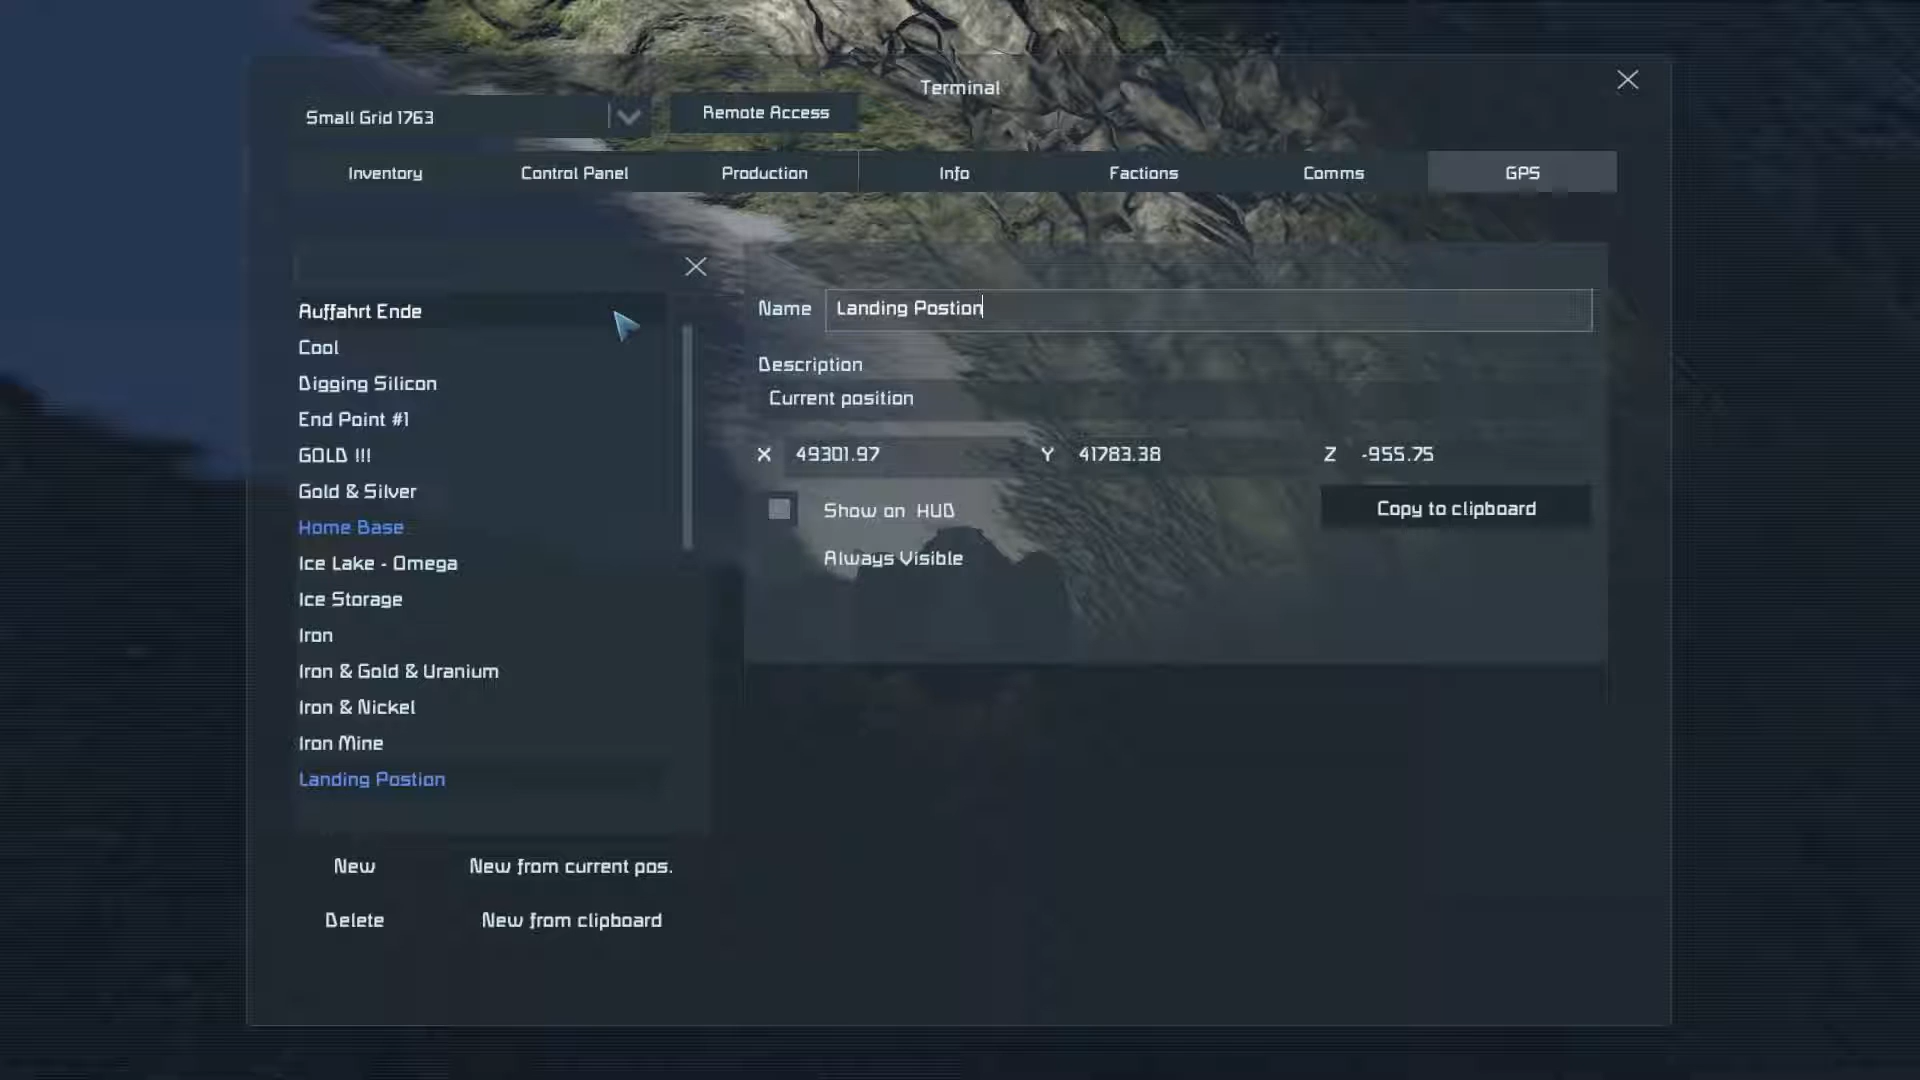 Terminal
Small Grid 1763
Remote Access
Inventory
Control Panel
Production
Info
Factions
Comms
GPS
Auffahrt Ende
Cool
Digging Silicon
End Point #1
GOLD !!!
Gold & Silver
Home Base
Ice Lake - Omega
Ice Storage
Iron
Iron & Gold & Uranium
Iron & Nickel
Iron Mine
Landing Postion
New
New from current pos.
Delete
New from clipboard
Name Landing Postion
Description
Current position
X 49301.97 Y 41783.38 Z -955.75
Show on HUD
Copy to clipboard
Always Visible